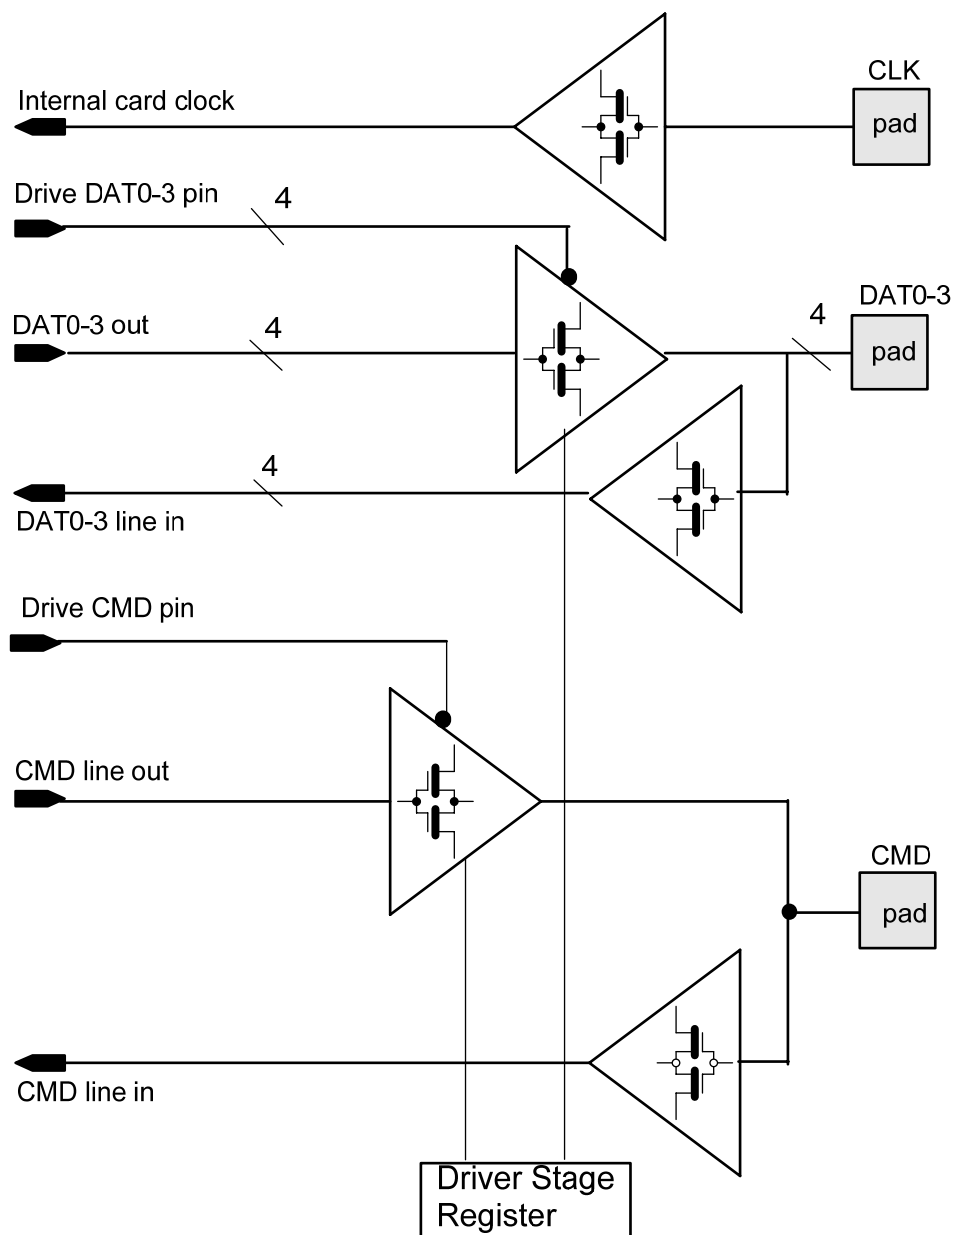 CLK
Internal card clock
pad
Drive DAT0-3 pin
4
DAT0-3
DAT0-3 out
4
4
pad
4
DAT0-3 line in
Drive CMD pin
CMD line out
CMD
pad
CMD line in
Driver Stage
Register